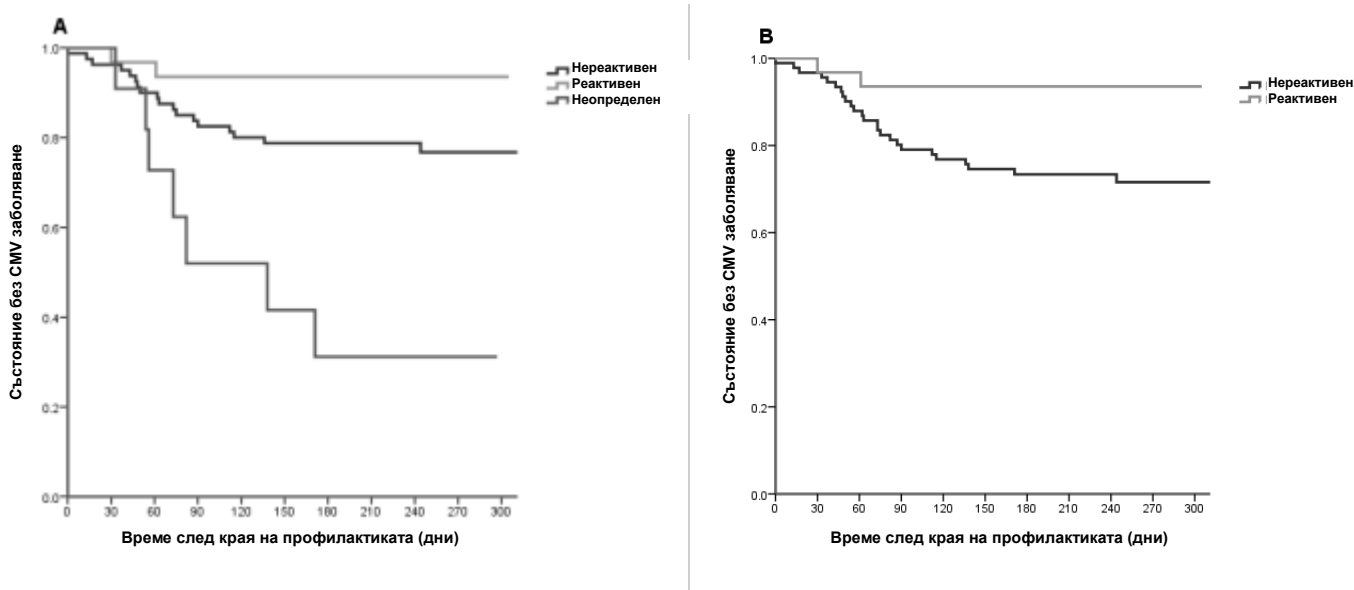 A
1.0
0.8
0.6
0.4
0.2
0.0
0 30 60 90 120 150 180 210 240 270 300
Състояние без CMV заболяване
Време след края на профилактиката (дни)
Нереактивен
Реактивен
Неопределен
B
1.0
0.8
0.6
0.4
0.2
0.0
0 30 60 90 120 150 180 210 240 270 300
Състояние без CMV заболяване
Време след края на профилактиката (дни)
Нереактивен
Реактивен